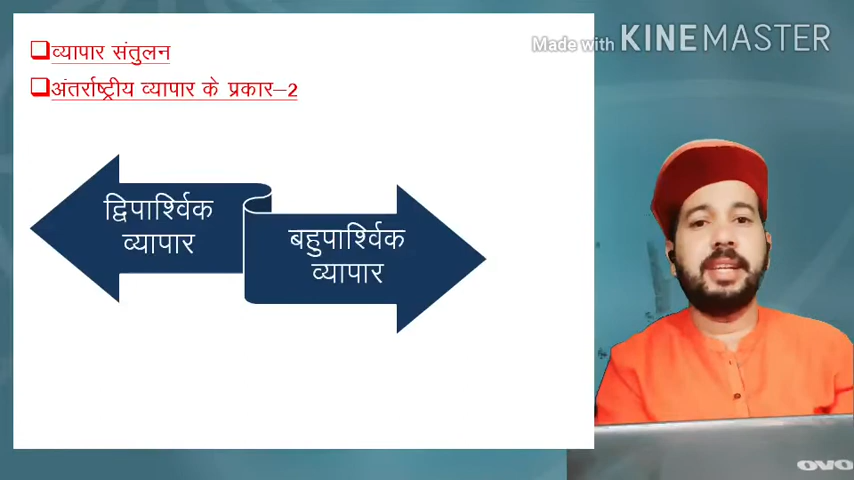 Made with KINEMASTER
व्यापार संतुलन
अंतर्राष्ट्रीय व्यापार के प्रकार–2
द्विपार्श्विक
व्यापार
बहुपार्श्विक
व्यापार